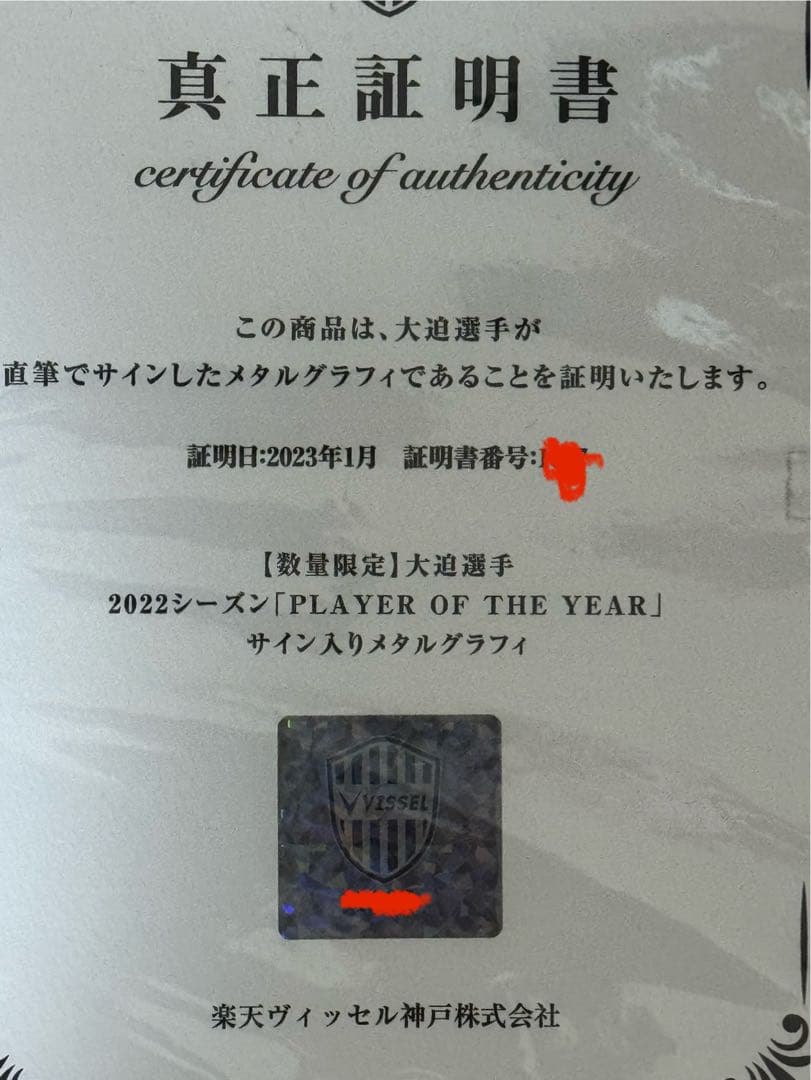 真正証明書
certificate of authenticity
この商品は、大迫選手が
直筆でサインしたメタルグラフィであることを証明いたします。
証明日:2023年1月 証明書番号:
【数量限定】大迫選手
2022シーズン「PLAYER OF THE YEAR」
サイン入りメタルグラフィ
VISSEL
楽天ヴィッセル神戸株式会社